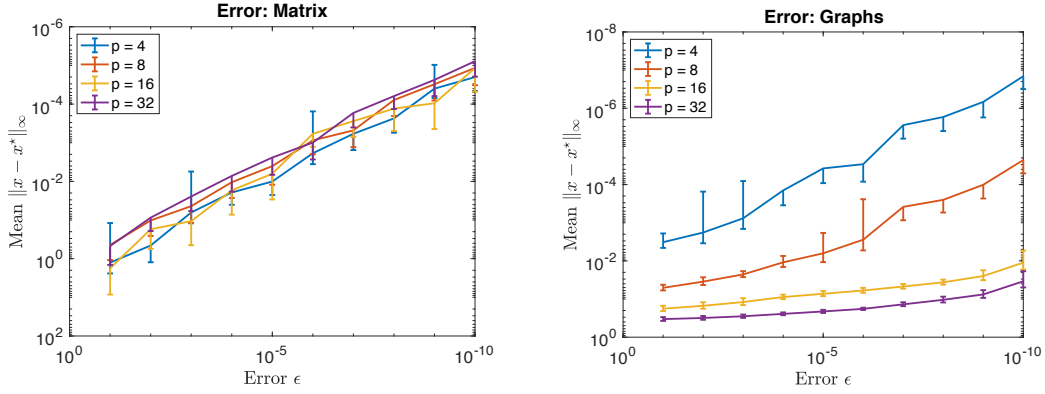 Error: Matrix
10^-6
10^-4
10^-2
10^0
10^2
Mean ‖x − x*‖∞
p = 4
p = 8
p = 16
p = 32
10^0
10^-5
10^-10
Error ϵ
Error: Graphs
10^-8
10^-6
10^-4
10^-2
10^0
Mean ‖x − x*‖∞
p = 4
p = 8
p = 16
p = 32
10^0
10^-5
10^-10
Error ϵ